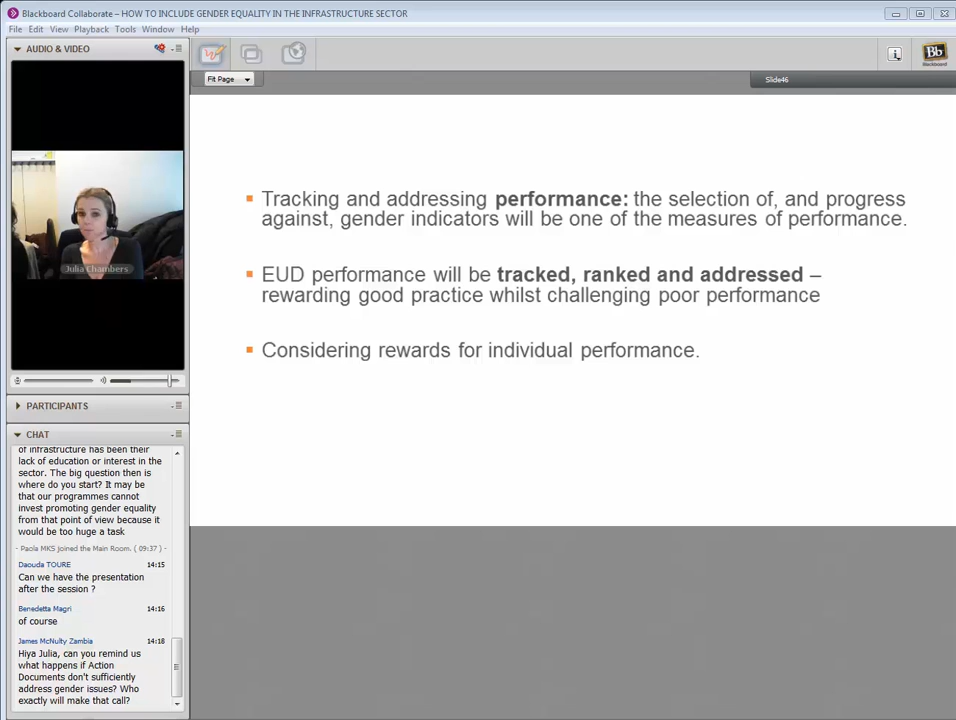 Blackboard Collaborate – HOW TO INCLUDE GENDER EQUALITY IN THE INFRASTRUCTURE SECTOR
File Edit View Playback Tools Window Help
AUDIO & VIDEO
Julia Chambers
PARTICIPANTS
CHAT
of infrastructure has been their
lack of education or interest in the
sector. The big question then is
where do you start? It may be
that our programmes cannot
invest promoting gender equality
from that point of view because it
would be too huge a task
- Paola MKS joined the Main Room. ( 09:37 ) -
Daouda TOURE 14:15
Can we have the presentation
after the session ?
Benedetta Magri 14:16
of course
James McNulty Zambia 14:18
Hiya Julia, can you remind us
what happens if Action
Documents don't sufficiently
address gender issues? Who
exactly will make that call?
Bb
Blackboard
Fit Page
Slide46
Tracking and addressing performance: the selection of, and progress
against, gender indicators will be one of the measures of performance.
EUD performance will be tracked, ranked and addressed –
rewarding good practice whilst challenging poor performance
Considering rewards for individual performance.